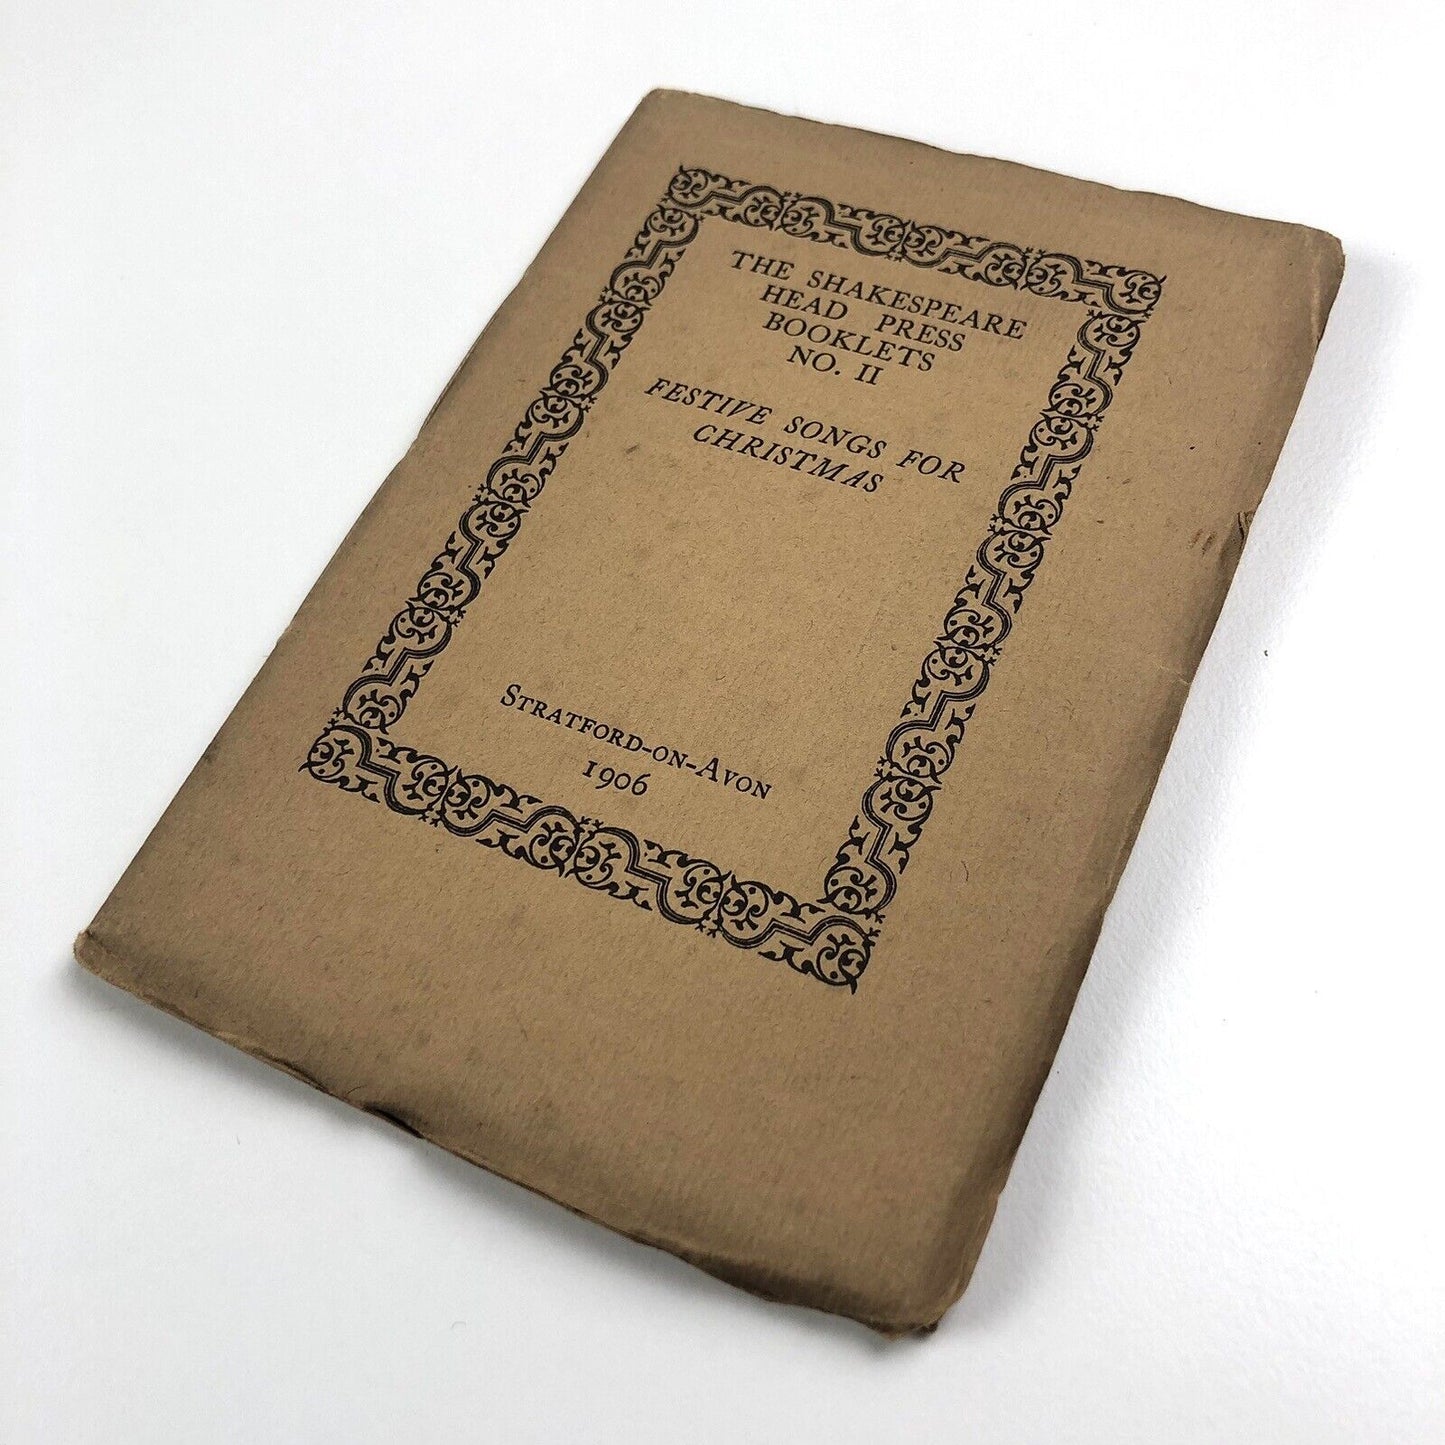 THE SHAKESPEARE
HEAD PRESS
BOOKLETS
NO. II
FESTIVE SONGS FOR
CHRISTMAS
STRATFORD-ON-AVON
1906